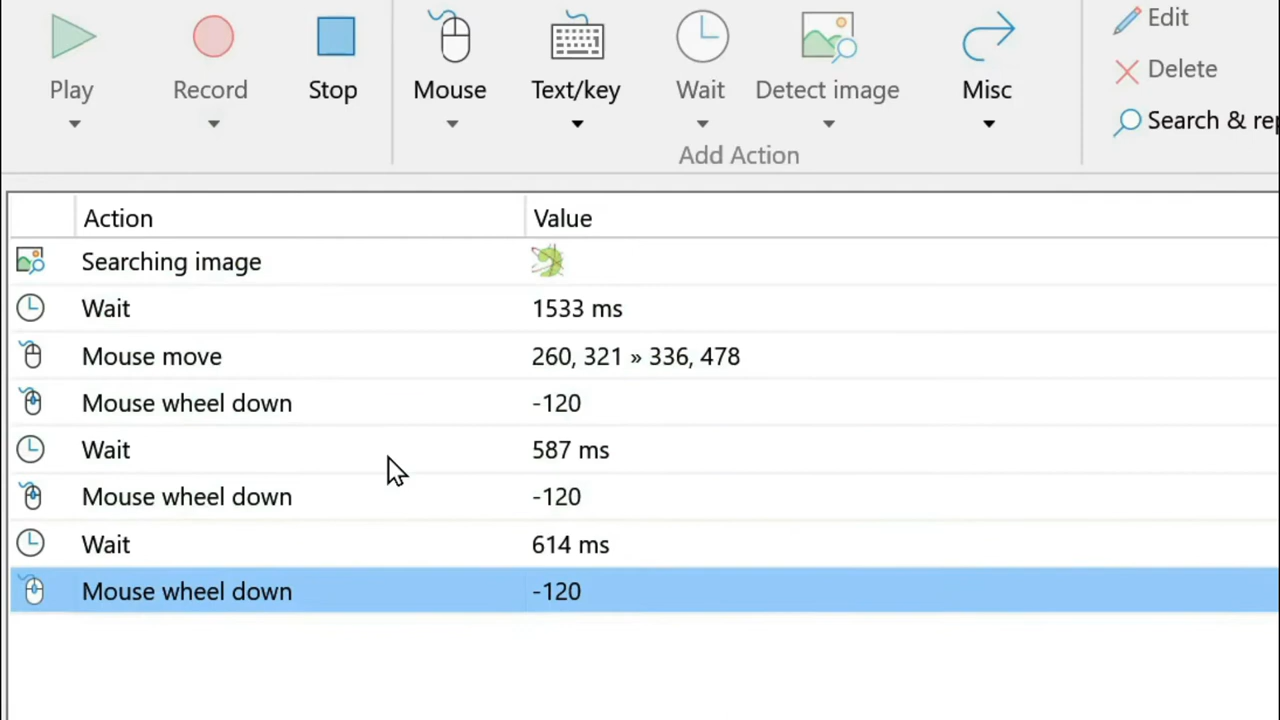 Play
Record
Stop
Mouse
Text/key
Wait
Detect image
Misc
Edit
Delete
Search & rep
Add Action
Action Value
Searching image
Wait 1533 ms
Mouse move 260, 321 » 336, 478
Mouse wheel down -120
Wait 587 ms
Mouse wheel down -120
Wait 614 ms
Mouse wheel down -120